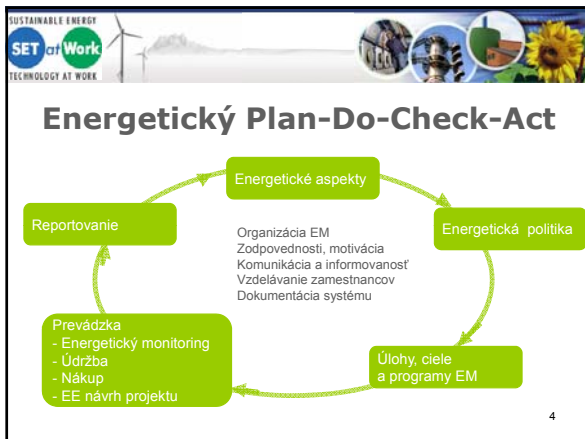 SUSTAINABLE ENERGY
SET at Work
TECHNOLOGY AT WORK
Energetický Plan-Do-Check-Act
Energetické aspekty
Reportovanie
Energetická politika
Organizácia EM
Zodpovednosti, motivácia
Komunikácia a informovanosť
Vzdelávanie zamestnancov
Dokumentácia systému
Prevádzka
- Energetický monitoring
- Údržba
- Nákup
- EE návrh projektu
Úlohy, ciele
a programy EM
4